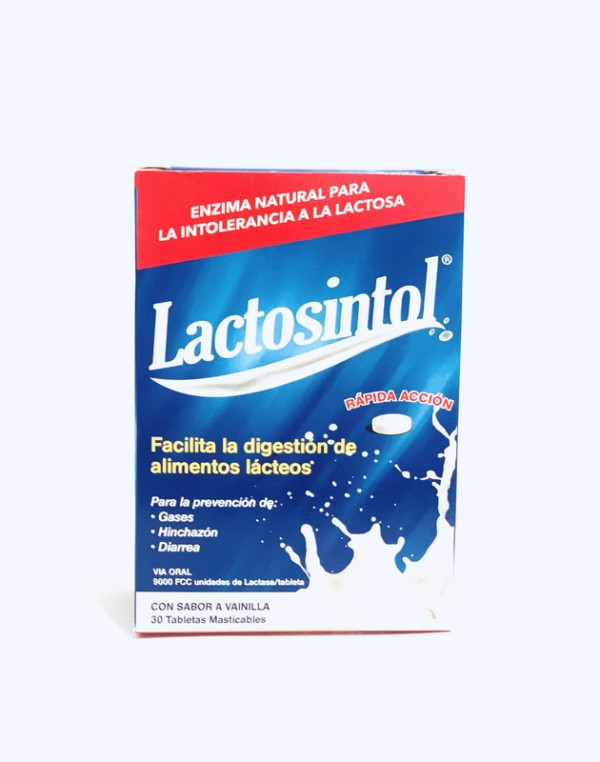 ENZIMA NATURAL PARA
LA INTOLERANCIA A LA LACTOSA
Lactosintol®
RÁPIDA ACCIÓN
Facilita la digestión de
alimentos lácteos
Para la prevención de:
• Gases
• Hinchazón
• Diarrea
VIA ORAL
9000 FCC unidades de Lactasa/tableta
CON SABOR A VAINILLA
30 Tabletas Masticables